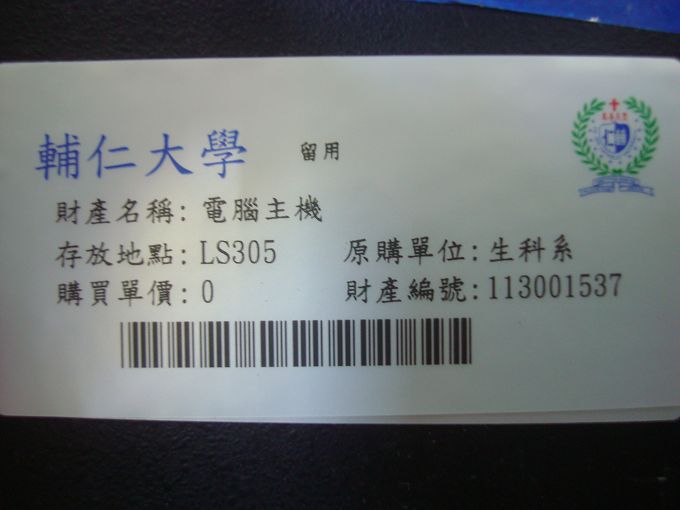 輔仁大學 留用
財產名稱: 電腦主機
存放地點: LS305 原購單位: 生科系
購買單價: 0 財產編號: 113001537